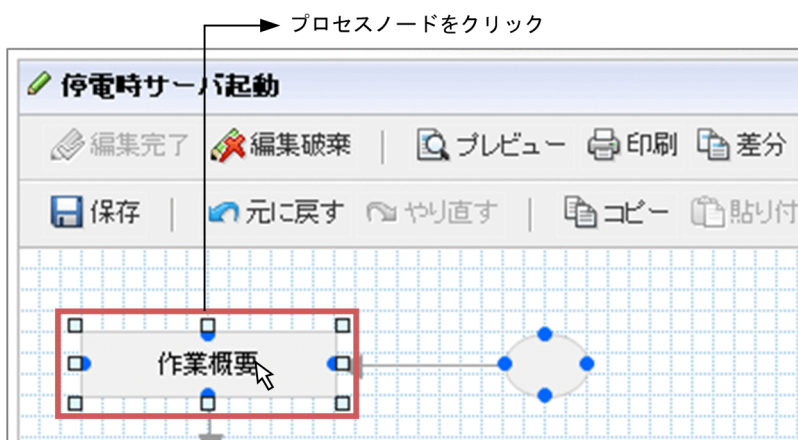 プロセスノードをクリック
停電時サーバ起動
編集完了 編集破棄 | プレビュー 印刷 差分
保存 | 元に戻す やり直す | コピー 貼り付
作業概要